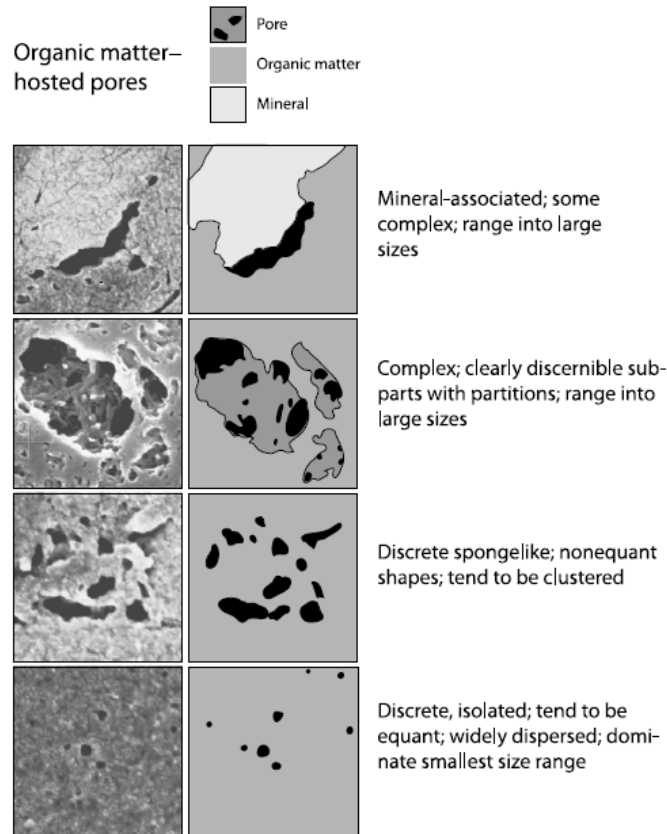 Organic matter–
hosted pores
Pore
Organic matter
Mineral
Mineral-associated; some
complex; range into large
sizes
Complex; clearly discernible sub-
parts with partitions; range into
large sizes
Discrete spongelike; nonequant
shapes; tend to be clustered
Discrete, isolated; tend to be
equant; widely dispersed; domi-
nate smallest size range